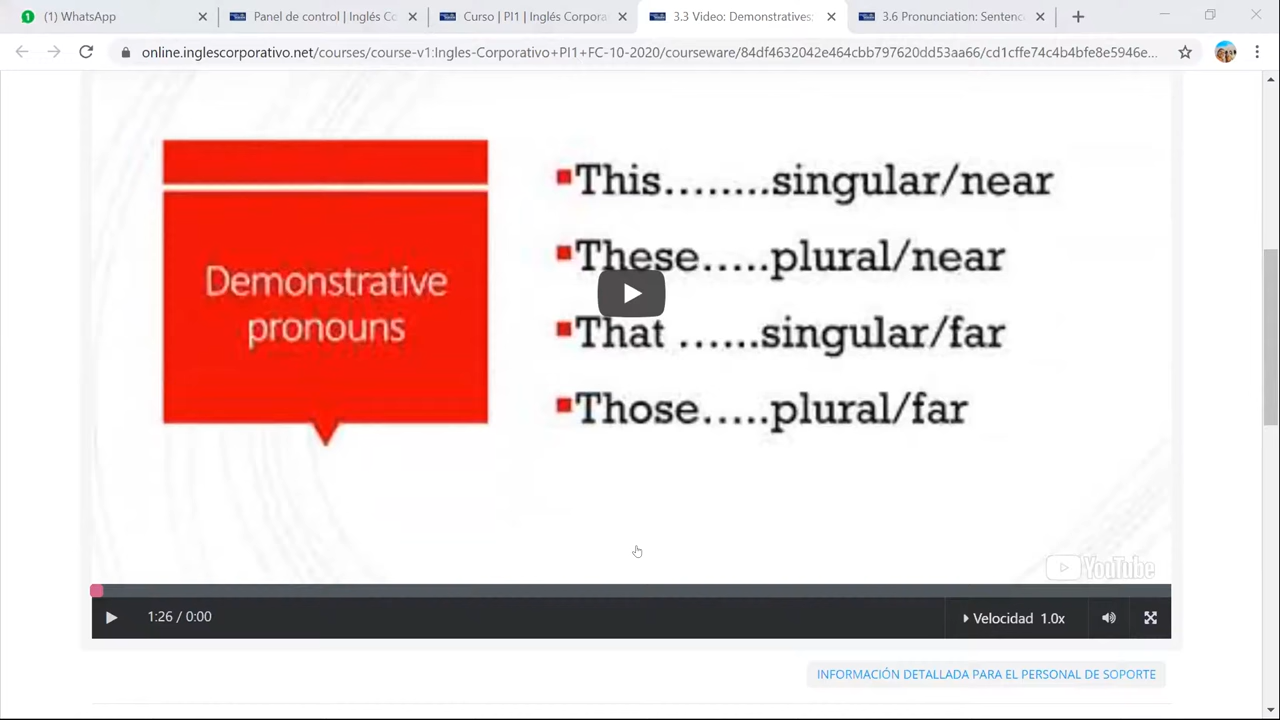 (1) WhatsApp
Panel de control | Inglés Co
Curso | PI1 | Inglés Corpora
3.3 Video: Demonstratives:
3.6 Pronunciation: Sentenc
online.inglescorporativo.net/courses/course-v1:Ingles-Corporativo+PI1+FC-10-2020/courseware/84df4632042e464cbb797620dd53aa66/cd1cffe74c4b4bfe8e5946e...
Demonstrative
pronouns
This........singular/near
These.....plural/near
That ......singular/far
Those.....plural/far
YouTube
1:26 / 0:00
Velocidad 1.0x
INFORMACIÓN DETALLADA PARA EL PERSONAL DE SOPORTE